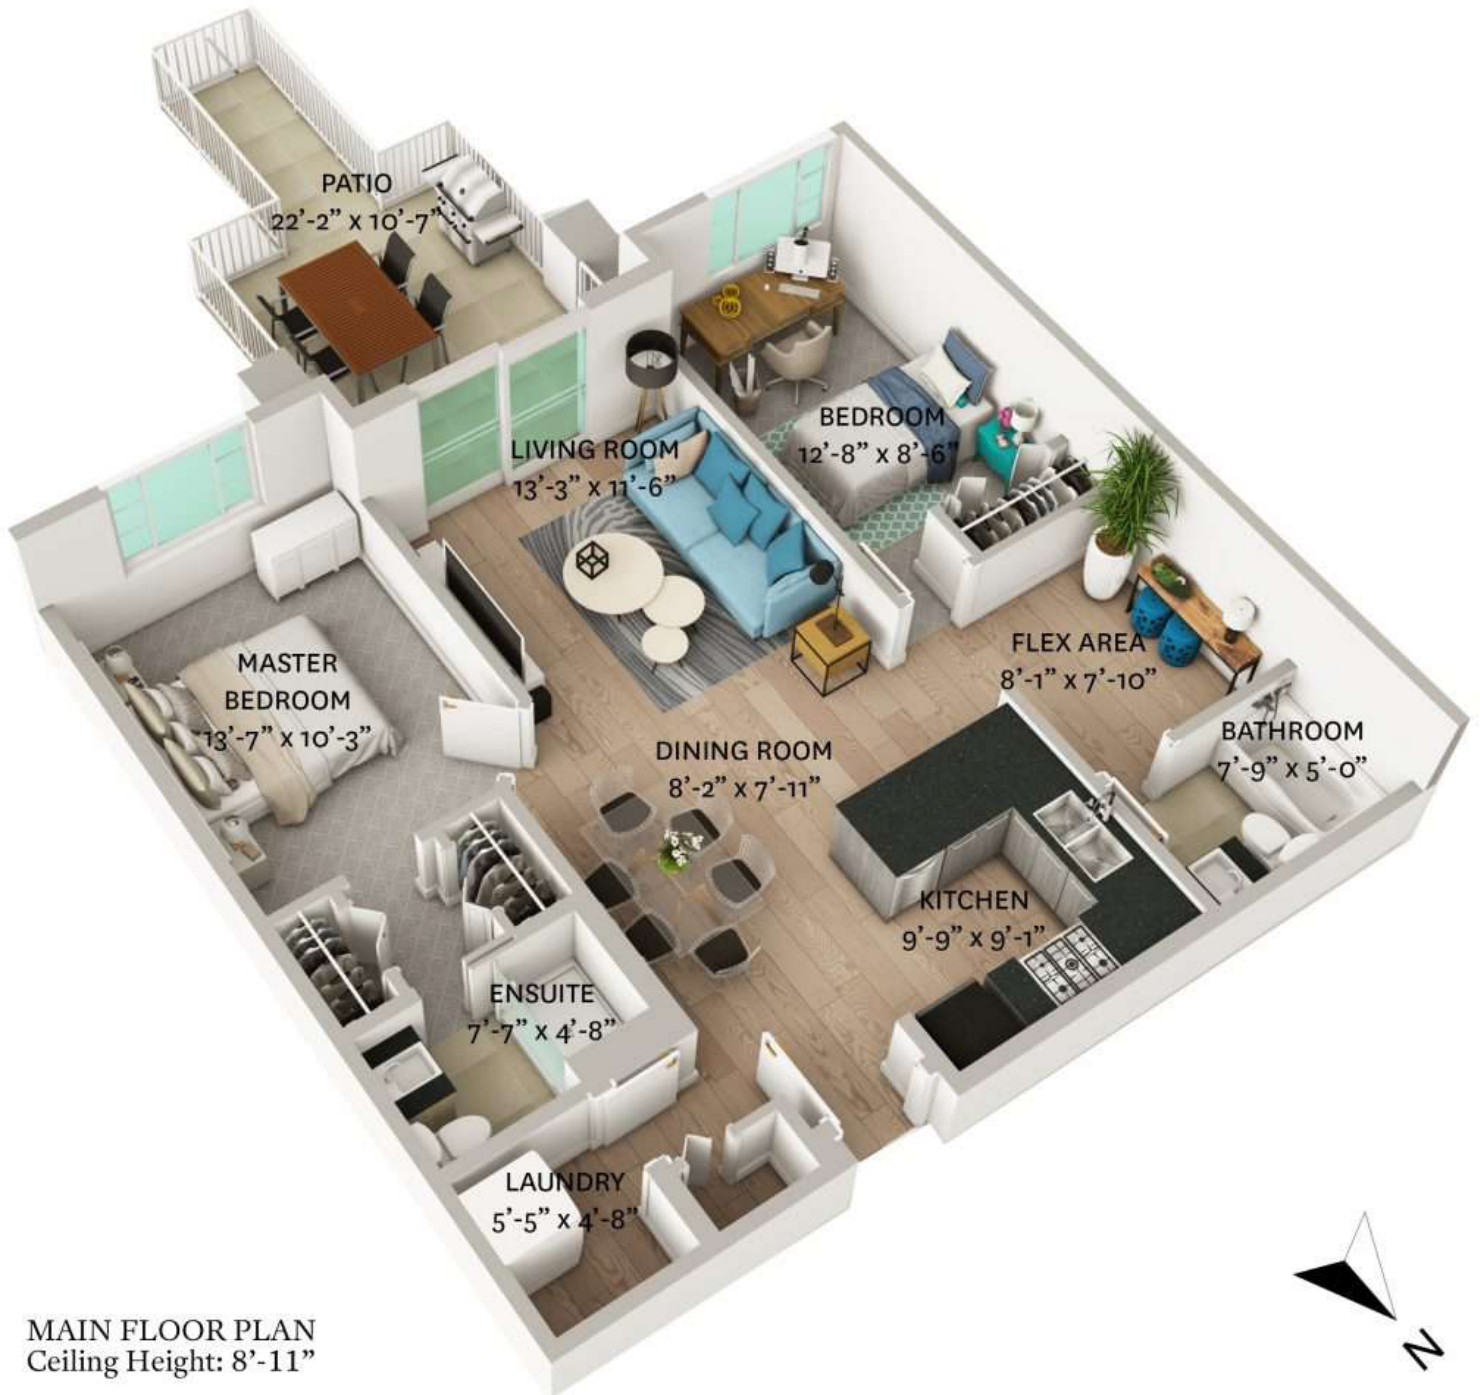 PATIO
22'-2" x 10'-7"
BEDROOM
12'-8" x 8'-6"
LIVING ROOM
13'-3" x 11'-6"
FLEX AREA
8'-1" x 7'-10"
MASTER
BEDROOM
13'-7" x 10'-3"
BATHROOM
7'-9" x 5'-0"
DINING ROOM
8'-2" x 7'-11"
KITCHEN
9'-9" x 9'-1"
ENSUITE
7'-7" x 4'-8"
LAUNDRY
5'-5" x 4'-8"
MAIN FLOOR PLAN
Ceiling Height: 8'-11"
N